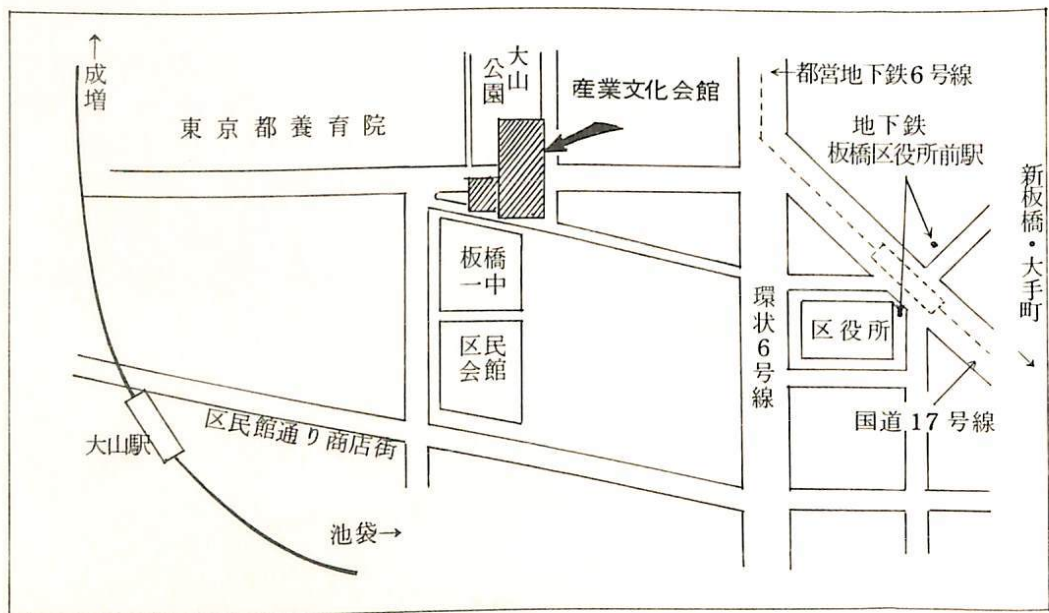 ↑成増
東京都養育院
大山
公園
産業文化会館
←都営地下鉄6号線
地下鉄
板橋区役所前駅
新板橋・大手町→
板橋
一中
区民
会館
環状6号線
区役所
国道17号線
大山駅
区民館通り商店街
池袋→